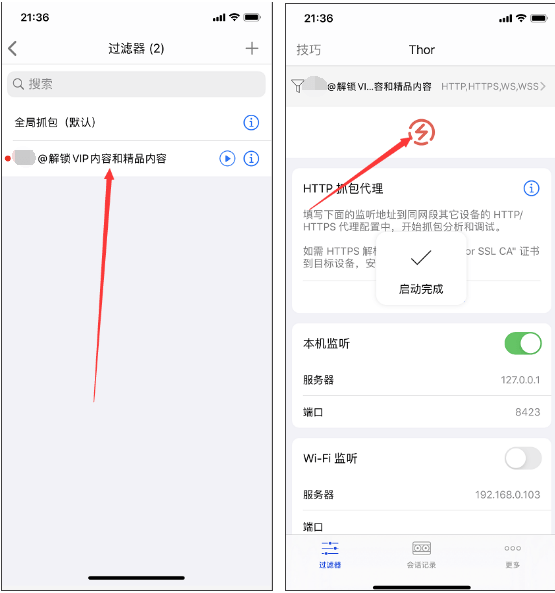 21:36
过滤器 (2)
搜索
全局抓包（默认）
@解锁VIP内容和精品内容
21:36
技巧
Thor
@解锁VI...容和精品内容
HTTP,HTTPS,WS,WSS
HTTP 抓包代理
填写下面的监听地址到同网段其它设备的 HTTP/
HTTPS 代理配置中，开始抓包分析和调试。
如需 HTTPS 解 or SSL CA" 证书
到目标设备，安
启动完成
本机监听
服务器
127.0.0.1
端口
8423
Wi-Fi 监听
服务器
192.168.0.103
端口
过滤器
会话记录
更多